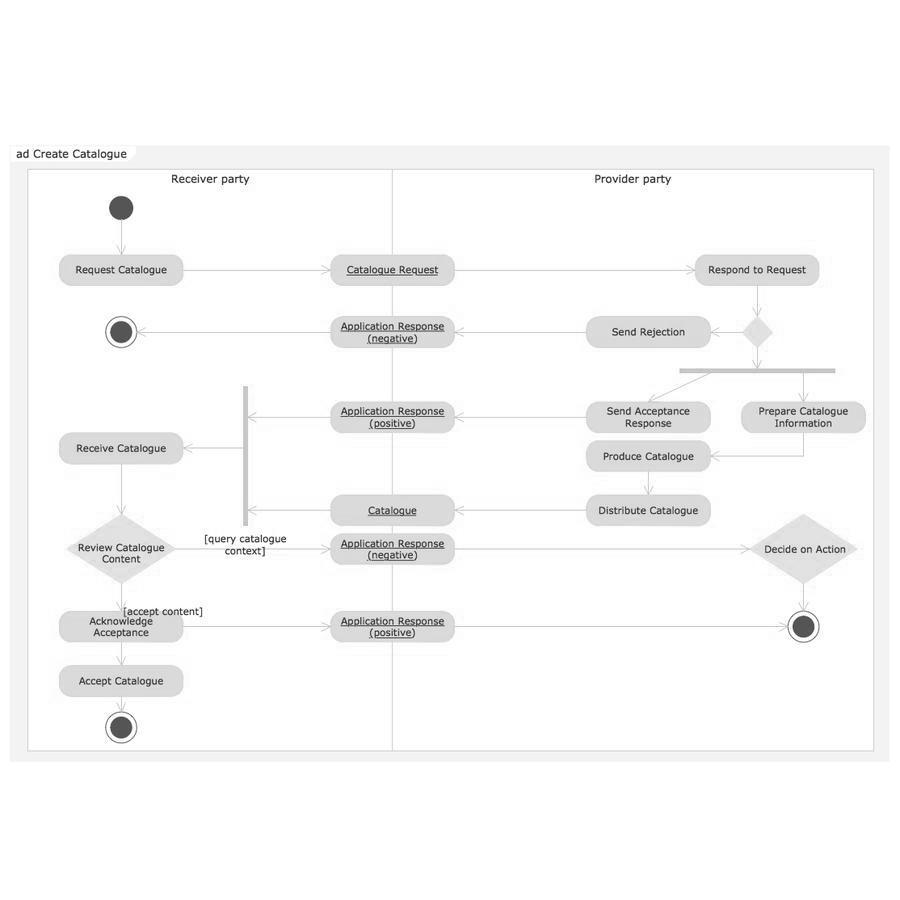 ad Create Catalogue
Receiver party
Provider party
Request Catalogue
Catalogue Request
Respond to Request
Application Response
(negative)
Send Rejection
Application Response
(positive)
Send Acceptance
Response
Prepare Catalogue
Information
Receive Catalogue
Produce Catalogue
Catalogue
Distribute Catalogue
Review Catalogue
Content
[query catalogue
context]
Application Response
(negative)
Decide on Action
[accept content]
Acknowledge
Acceptance
Application Response
(positive)
Accept Catalogue